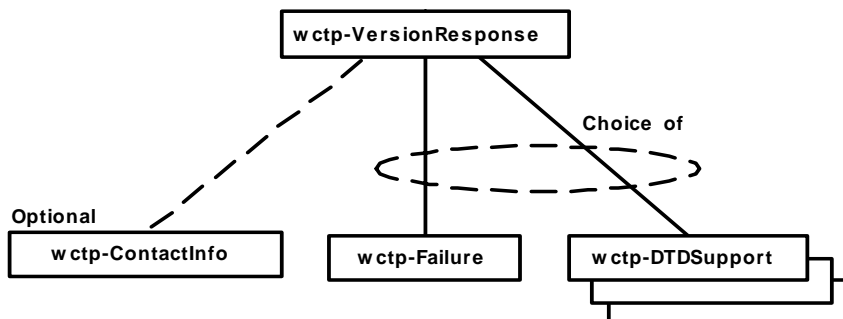 wctp-VersionResponse
Choice of
Optional
wctp-ContactInfo
wctp-Failure
wctp-DTDSupport